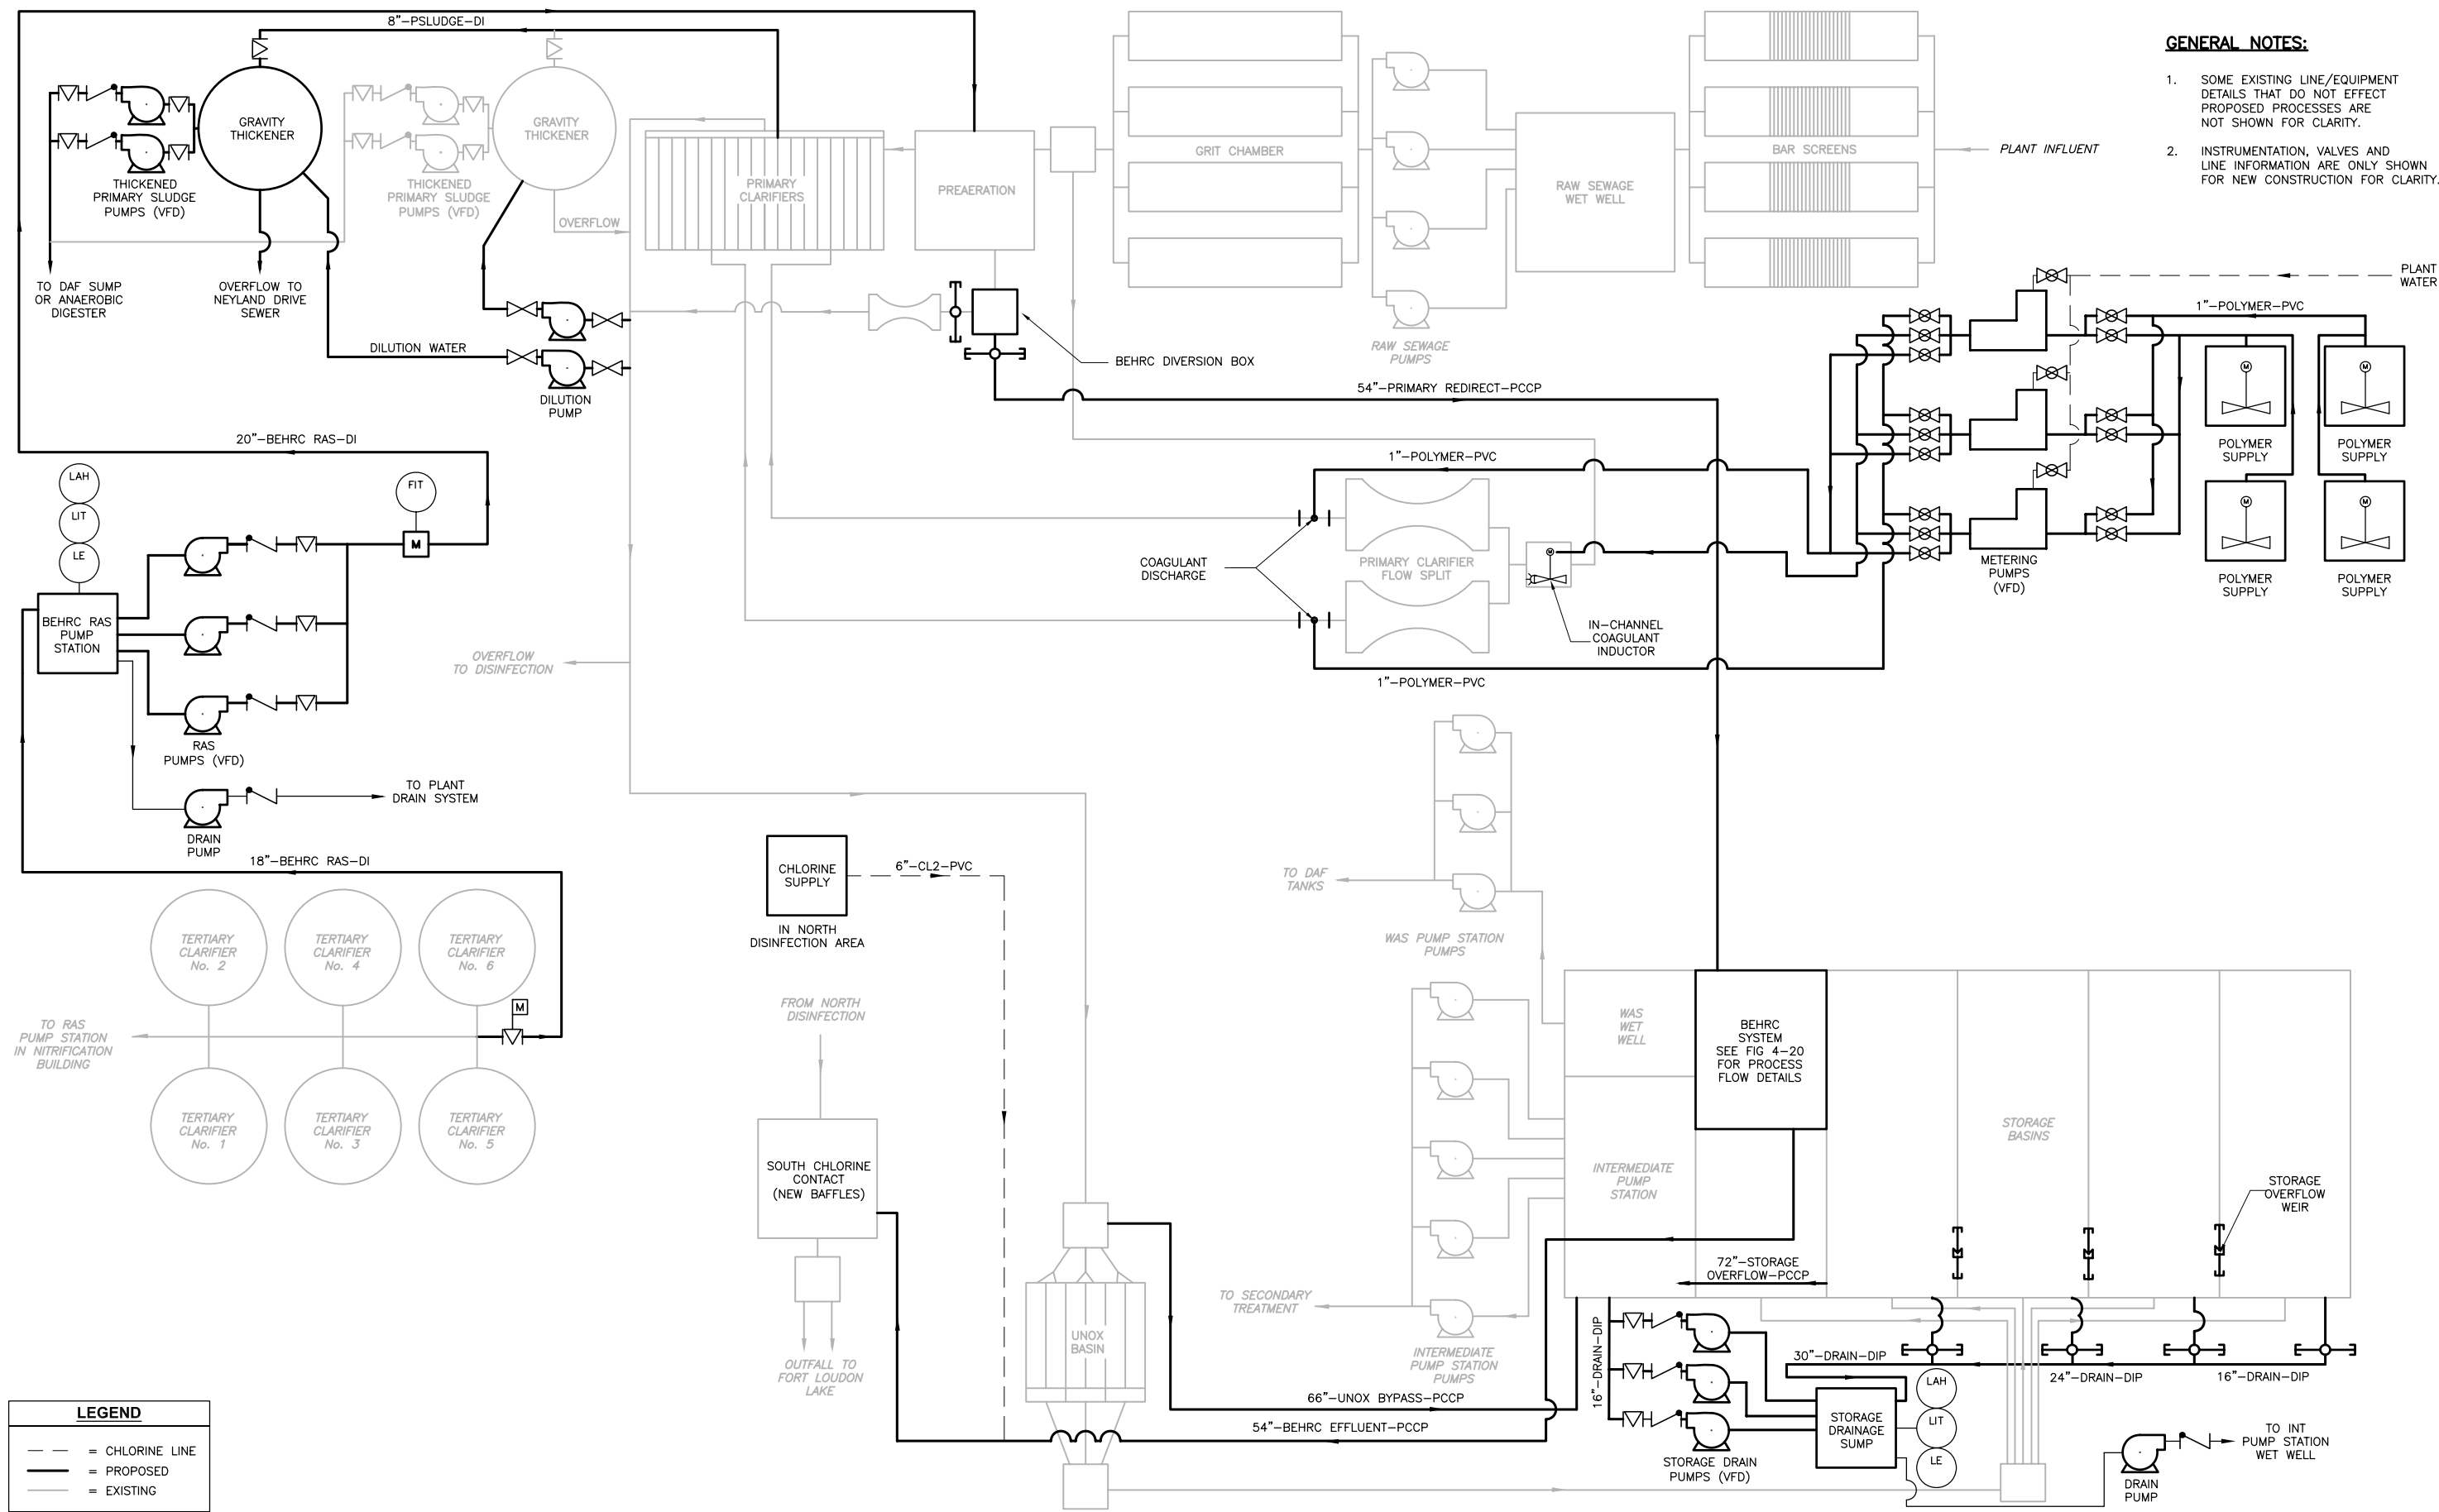 8"-PSLUDGE-DI
GRAVITY
THICKENER
THICKENED
PRIMARY SLUDGE
PUMPS (VFD)
TO DAF SUMP
OR ANAEROBIC
DIGESTER
OVERFLOW TO
NEYLAND DRIVE
SEWER
GRAVITY
THICKENER
THICKENED
PRIMARY SLUDGE
PUMPS (VFD)
OVERFLOW
PRIMARY
CLARIFIERS
PREAERATION
GRIT CHAMBER
RAW SEWAGE
PUMPS
RAW SEWAGE
WET WELL
BAR SCREENS
PLANT INFLUENT
GENERAL NOTES:
1. SOME EXISTING LINE/EQUIPMENT
DETAILS THAT DO NOT EFFECT
PROPOSED PROCESSES ARE
NOT SHOWN FOR CLARITY.
2. INSTRUMENTATION, VALVES AND
LINE INFORMATION ARE ONLY SHOWN
FOR NEW CONSTRUCTION FOR CLARITY.
PLANT
WATER
1"-POLYMER-PVC
M
POLYMER
SUPPLY
M
POLYMER
SUPPLY
M
POLYMER
SUPPLY
M
POLYMER
SUPPLY
METERING
PUMPS
(VFD)
DILUTION WATER
DILUTION
PUMP
BEHRC DIVERSION BOX
54"-PRIMARY REDIRECT-PCCP
20"-BEHRC RAS-DI
LAH
LIT
LE
FIT
M
BEHRC RAS
PUMP
STATION
RAS
PUMPS (VFD)
TO PLANT
DRAIN SYSTEM
DRAIN
PUMP
18"-BEHRC RAS-DI
1"-POLYMER-PVC
COAGULANT
DISCHARGE
PRIMARY CLARIFIER
FLOW SPLIT
M
IN-CHANNEL
COAGULANT
INDUCTOR
1"-POLYMER-PVC
OVERFLOW
TO DISINFECTION
TERTIARY
CLARIFIER
No. 2
TERTIARY
CLARIFIER
No. 4
TERTIARY
CLARIFIER
No. 6
M
TO RAS
PUMP STATION
IN NITRIFICATION
BUILDING
TERTIARY
CLARIFIER
No. 1
TERTIARY
CLARIFIER
No. 3
TERTIARY
CLARIFIER
No. 5
CHLORINE
SUPPLY
6"-CL2-PVC
IN NORTH
DISINFECTION AREA
FROM NORTH
DISINFECTION
SOUTH CHLORINE
CONTACT
(NEW BAFFLES)
OUTFALL TO
FORT LOUDON
LAKE
UNOX
BASIN
TO DAF
TANKS
WAS PUMP STATION
PUMPS
WAS
WET
WELL
BEHRC
SYSTEM
SEE FIG 4-20
FOR PROCESS
FLOW DETAILS
INTERMEDIATE
PUMP
STATION
STORAGE
BASINS
STORAGE
OVERFLOW
WEIR
TO SECONDARY
TREATMENT
INTERMEDIATE
PUMP STATION
PUMPS
72"-STORAGE
OVERFLOW-PCCP
16"-DRAIN-DIP
30"-DRAIN-DIP
24"-DRAIN-DIP
16"-DRAIN-DIP
66"-UNOX BYPASS-PCCP
54"-BEHRC EFFLUENT-PCCP
STORAGE DRAIN
PUMPS (VFD)
STORAGE
DRAINAGE
SUMP
LAH
LIT
LE
TO INT
PUMP STATION
WET WELL
DRAIN
PUMP
LEGEND
= CHLORINE LINE
= PROPOSED
= EXISTING